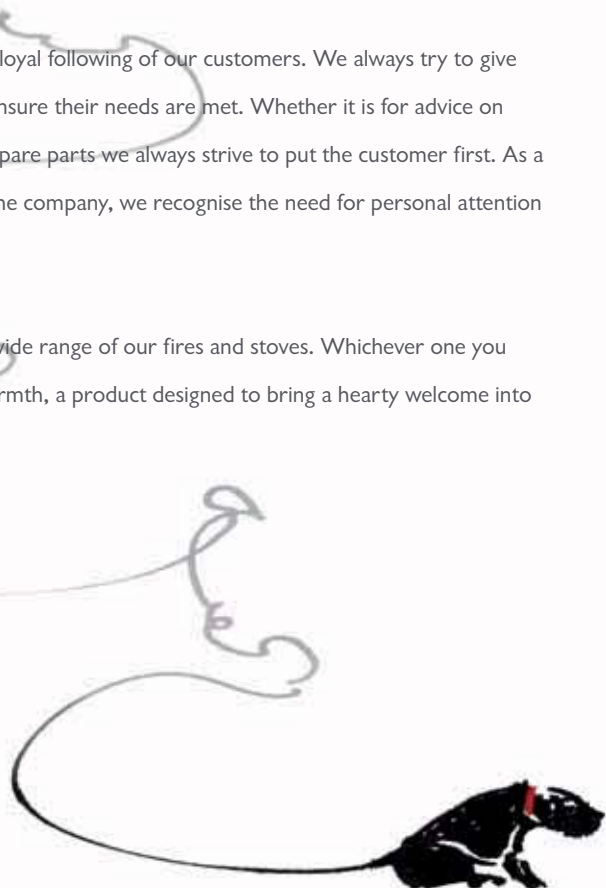 loyal following of our customers. We always try to give
nsure their needs are met. Whether it is for advice on
pare parts we always strive to put the customer first. As a
ne company, we recognise the need for personal attention
vide range of our fires and stoves. Whichever one you
rmth, a product designed to bring a hearty welcome into